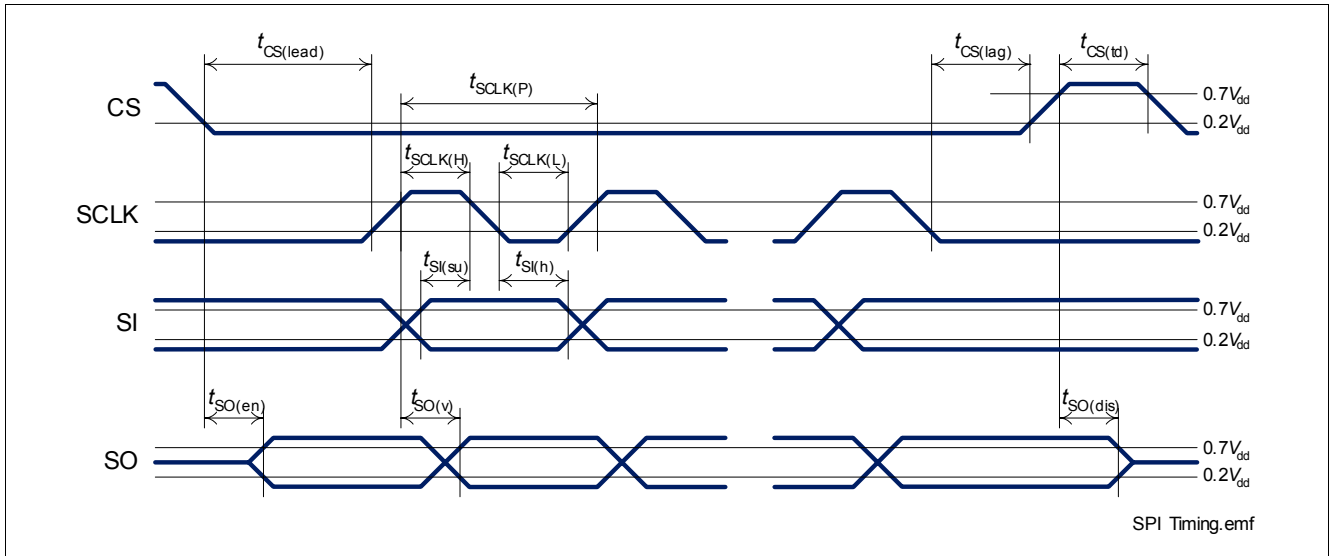 tCS(lead)
tCS(lag)
tCS(td)
tSCLK(P)
CS
0.7Vdd
0.2Vdd
tSCLK(H)
tSCLK(L)
SCLK
0.7Vdd
0.2Vdd
tSI(su)
tSI(h)
SI
0.7Vdd
0.2Vdd
tSO(en)
tSO(v)
tSO(dis)
SO
0.7Vdd
0.2Vdd
SPI Timing.emf